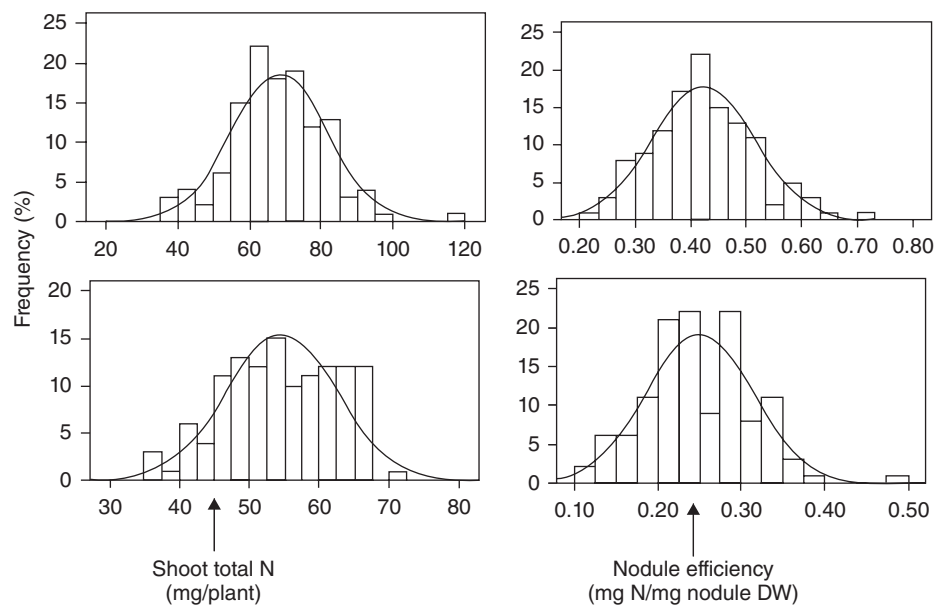 Frequency (%)
25
20
15
10
5
0
20 40 60 80 100 120
25
20
15
10
5
0
0.20 0.30 0.40 0.50 0.60 0.70 0.80
20
15
10
5
0
30 40 50 60 70 80
25
20
15
10
5
0
0.10 0.20 0.30 0.40 0.50
Shoot total N
(mg/plant)
Nodule efficiency
(mg N/mg nodule DW)